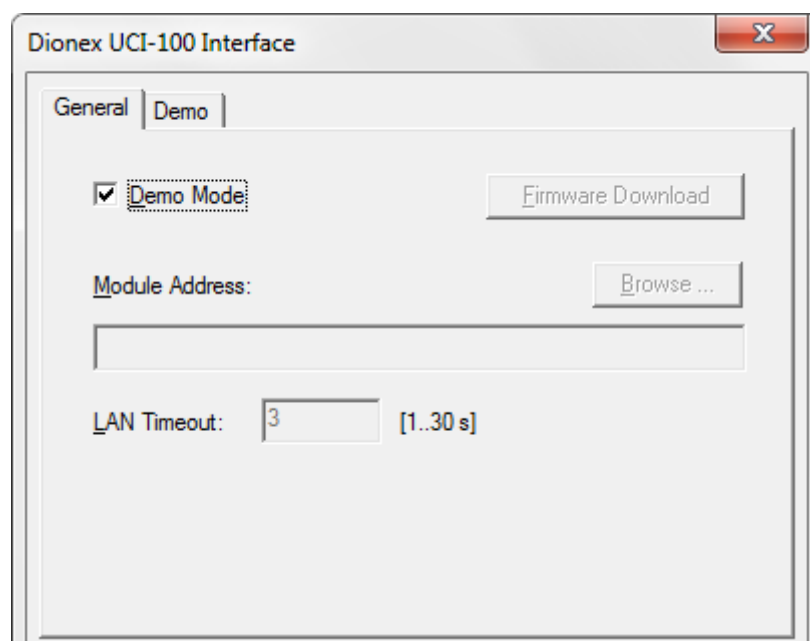 Dionex UCI-100 Interface
General Demo
Demo Mode Firmware Download
Module Address: Browse ...
LAN Timeout: 3 [1..30 s]